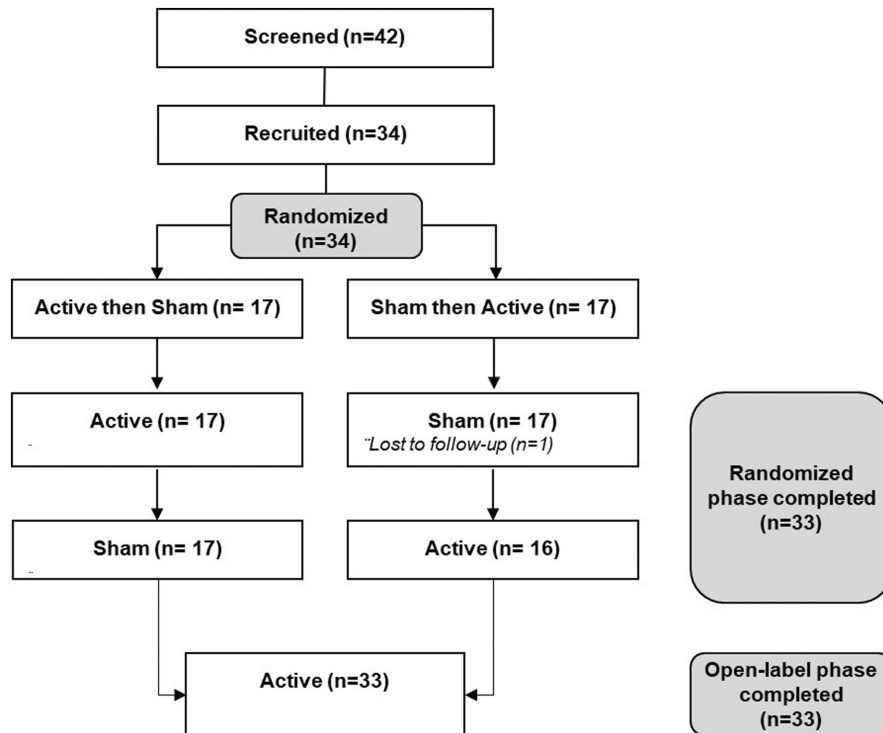 Screened (n=42)
Recruited (n=34)
Randomized
(n=34)
Active then Sham (n= 17)
Sham then Active (n= 17)
Active (n= 17)
¨
Sham (n= 17)
¨Lost to follow-up (n=1)
Sham (n= 17)
¨
Active (n= 16)
Randomized
phase completed
(n=33)
Active (n=33)
Open-label phase
completed
(n=33)